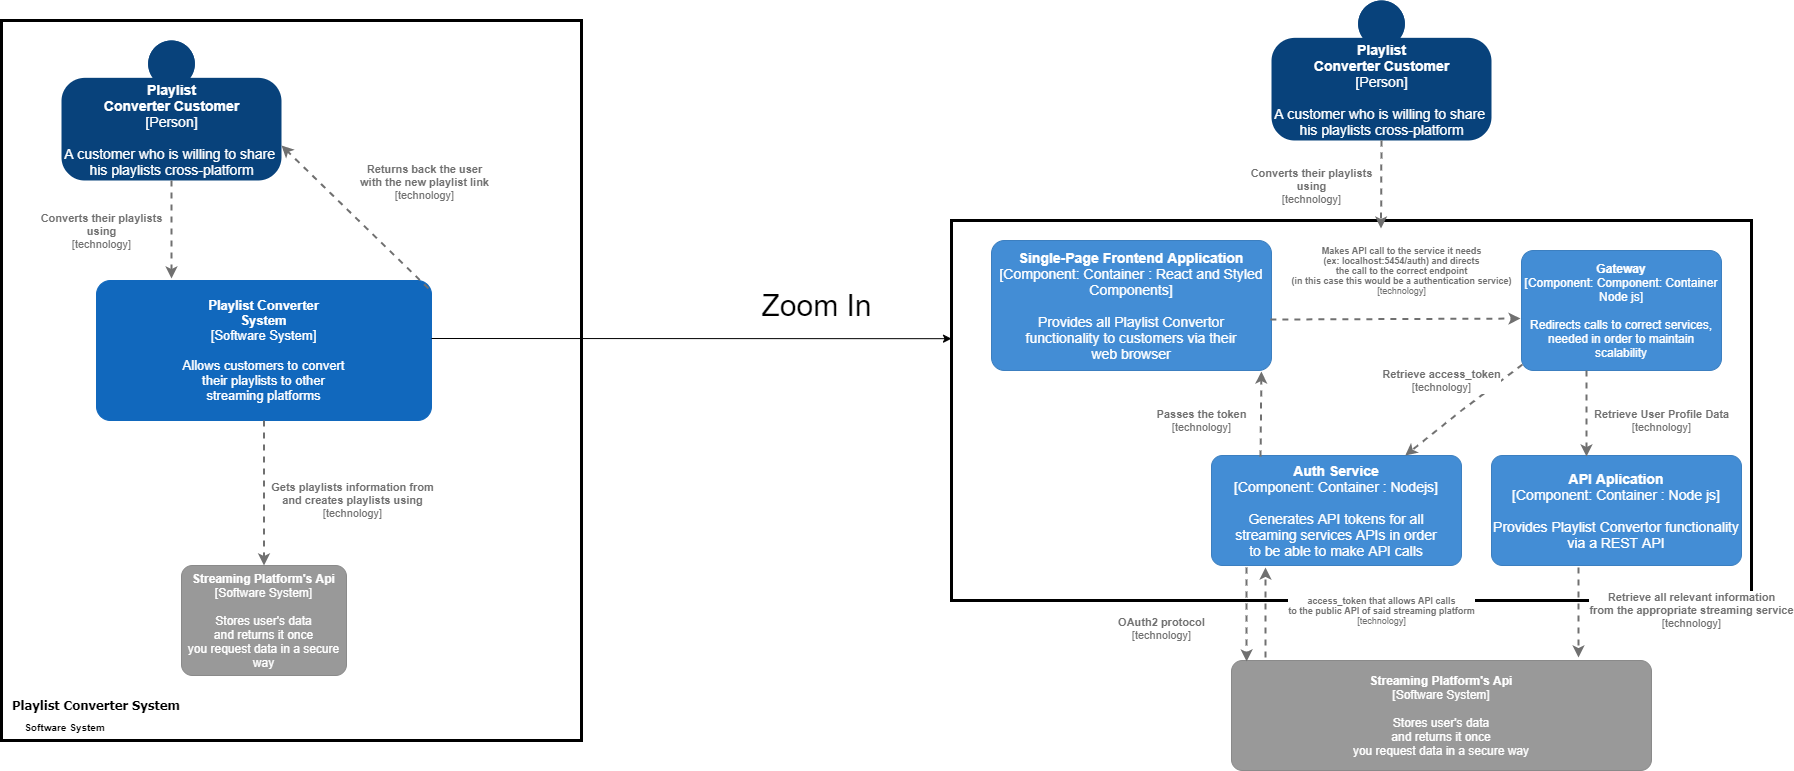 Playlist
Converter Customer
[Person]
A customer who is willing to share
his playlists cross-platform
Returns back the user
with the new playlist link
[technology]
Converts their playlists
using
[technology]
Playlist Converter
System
[Software System]
Allows customers to convert
their playlists to other
streaming platforms
Gets playlists information from
and creates playlists using
[technology]
Streaming Platform's Api
[Software System]
Stores user's data
and returns it once
you request data in a secure
way
Playlist Converter System
Software System
Zoom In
Playlist
Converter Customer
[Person]
A customer who is willing to share
his playlists cross-platform
Converts their playlists
using
[technology]
Single-Page Frontend Application
[Component: Container : React and Styled
Components]
Provides all Playlist Convertor
functionality to customers via their
web browser
Makes API call to the service it needs
(ex: localhost:5454/auth) and directs
the call to the correct endpoint
(in this case this would be a authentication service)
[technology]
Gateway
[Component: Component: Container
Node js]
Redirects calls to correct services,
needed in order to maintain
scalability
Retrieve access_token
[technology]
Passes the token
[technology]
Retrieve User Profile Data
[technology]
Auth Service
[Component: Container : Nodejs]
Generates API tokens for all
streaming services APIs in order
to be able to make API calls
API Aplication
[Component: Container : Node js]
Provides Playlist Convertor functionality
via a REST API
OAuth2 protocol
[technology]
access_token that allows API calls
to the public API of said streaming platform
[technology]
Retrieve all relevant information
from the appropriate streaming service
[technology]
Streaming Platform's Api
[Software System]
Stores user's data
and returns it once
you request data in a secure way